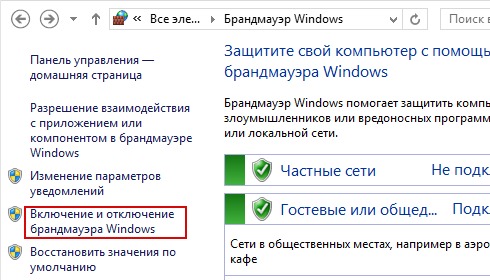 Все эле... ▸ Брандмауэр Windows
Поиск в
Панель управления —
домашняя страница
Разрешение взаимодействия
с приложением или
компонентом в брандмауэре
Windows
Изменение параметров
уведомлений
Включение и отключение
брандмауэра Windows
Восстановить значения по
умолчанию
Защитите свой компьютер с помощ
брандмауэра Windows
Брандмауэр Windows помогает защитить компь
злоумышленников или вредоносных программ
или локальной сети.
Частные сети
Не подк
Гостевые или общед...
Подк
Сети в общественных местах, например в аэро
кафе